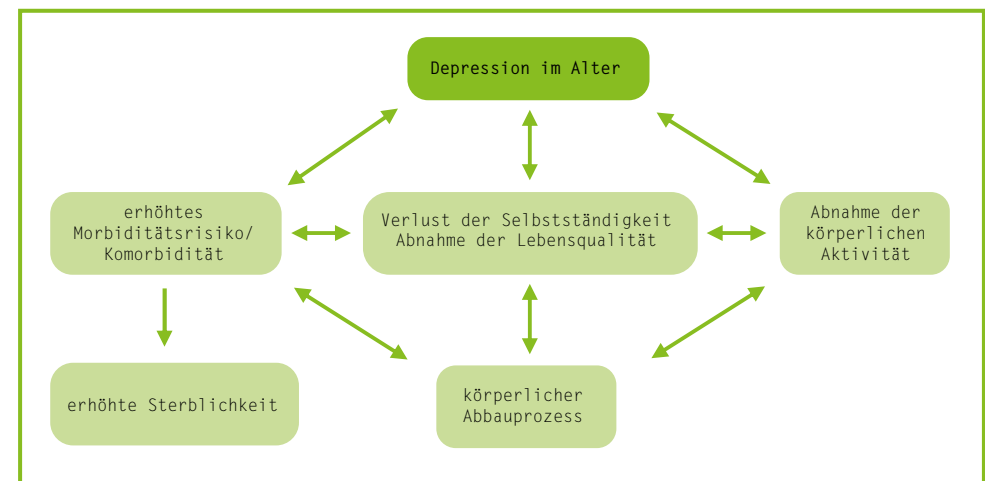 Depression im Alter
erhöhtes
Morbiditätsrisiko/
Komorbidität
Verlust der Selbstständigkeit
Abnahme der Lebensqualität
Abnahme der
körperlichen
Aktivität
erhöhte Sterblichkeit
körperlicher
Abbauprozess